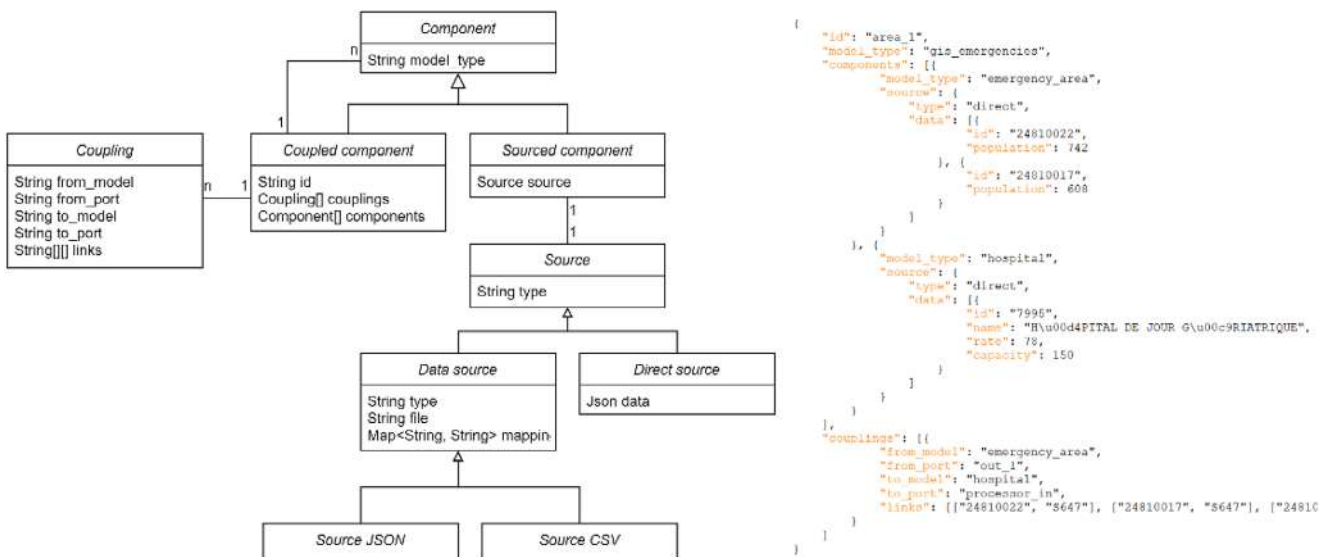 Component
String model_type
n
1
Coupling
String from_model
String from_port
String to_model
String to_port
String[][] links
n
1
Coupled component
String id
Coupling[] couplings
Component[] components
Sourced component
Source source
1
1
Source
String type
Data source
String type
String file
Map<String, String> mappin
Direct source
Json data
Source JSON
Source CSV
{
"id": "area_1",
"model_type": "gis_emergencies",
"components": [{
"model_type": "emergency_area",
"source": {
"type": "direct",
"data": [{
"id": "24810022",
"population": 742
}, {
"id": "24810017",
"population": 608
}
]
}
}, {
"model_type": "hospital",
"source": {
"type": "direct",
"data": [{
"id": "7995",
"name": "H\u00d4PITAL DE JOUR G\u00c9RIATRIQUE",
"rate": 78,
"capacity": 150
}
]
}
}
],
"couplings": [{
"from_model": "emergency_area",
"from_port": "out_1",
"to_model": "hospital",
"to_port": "processor_in",
"links": [["24810022", "5647"], ["24810017", "5647"], ["24810
}
]
}